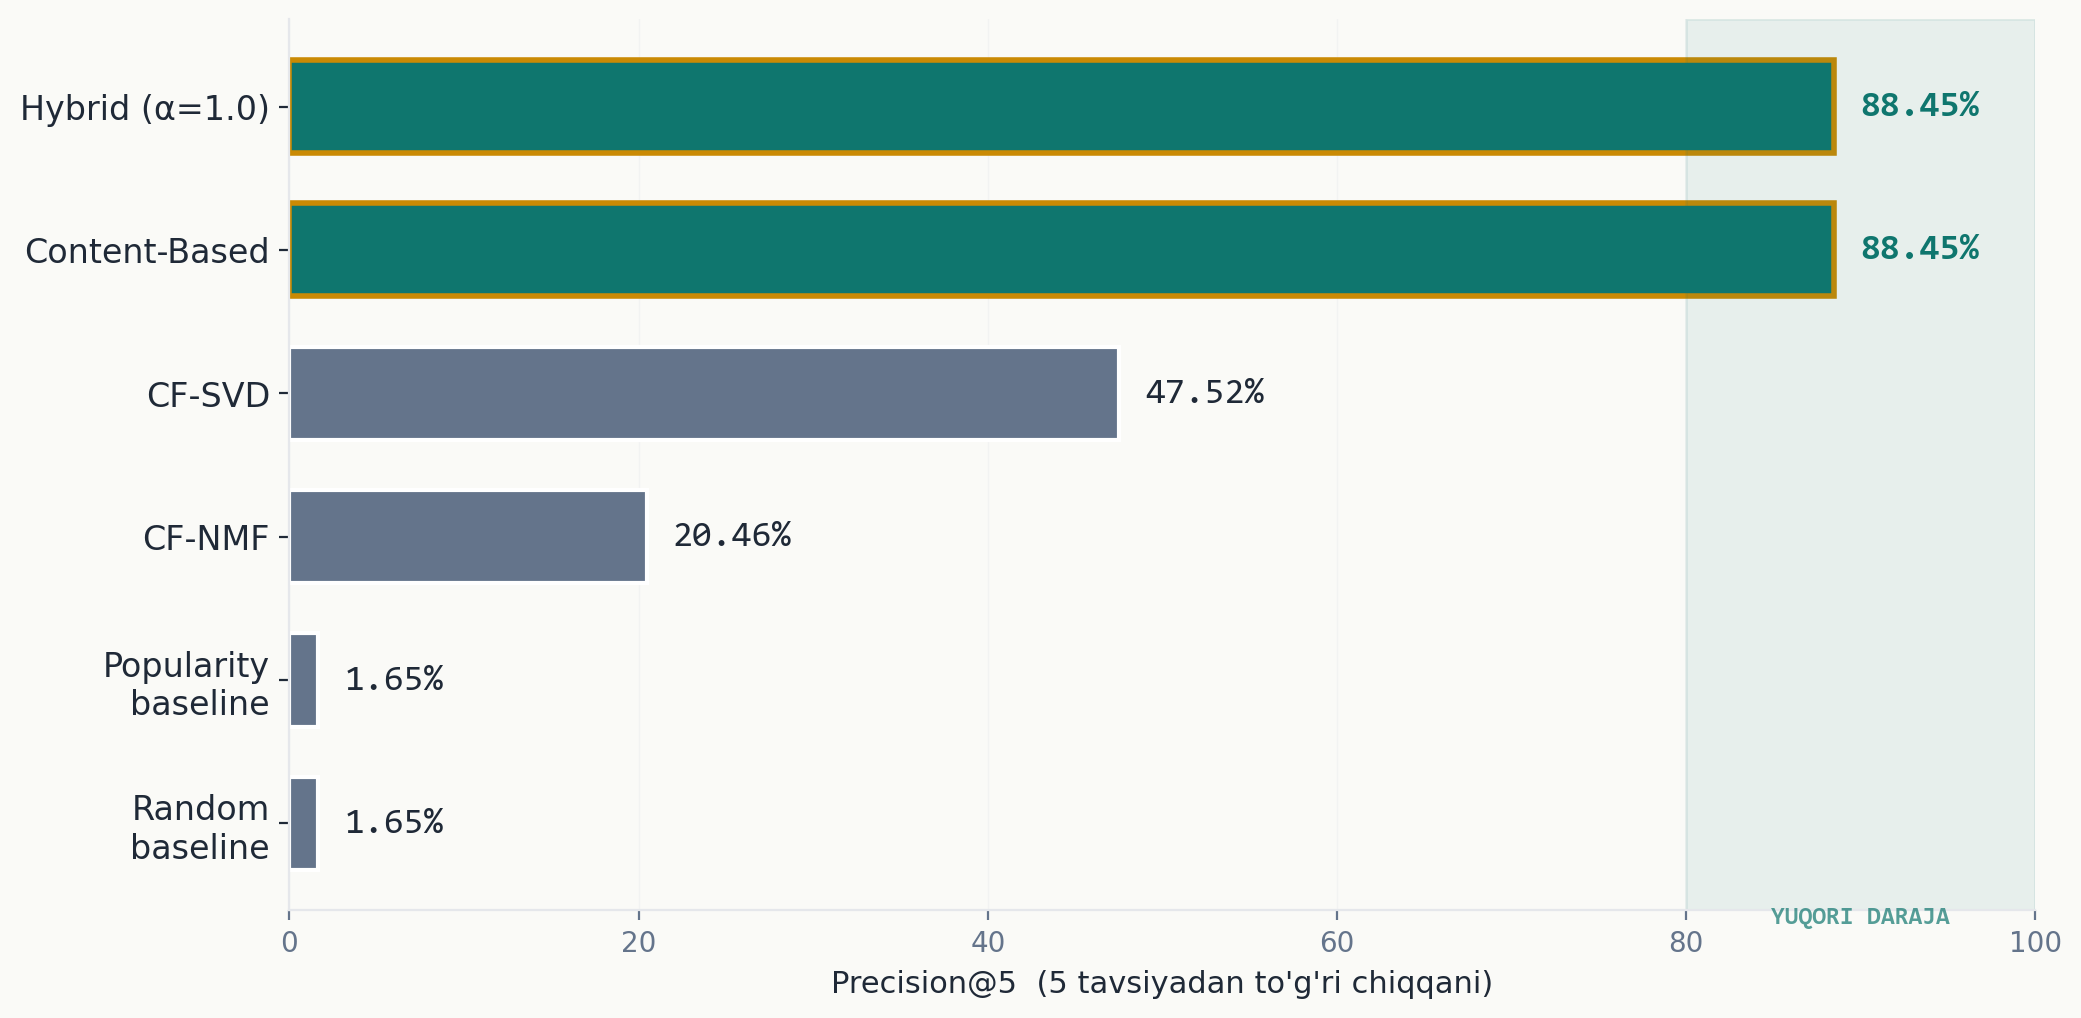 Hybrid (α=1.0)
88.45%
Content-Based
88.45%
CF-SVD
47.52%
CF-NMF
20.46%
Popularity
baseline
1.65%
Random
baseline
1.65%
YUQORI DARAJA
0 20 40 60 80 100
Precision@5 (5 tavsiyadan to'g'ri chiqqani)